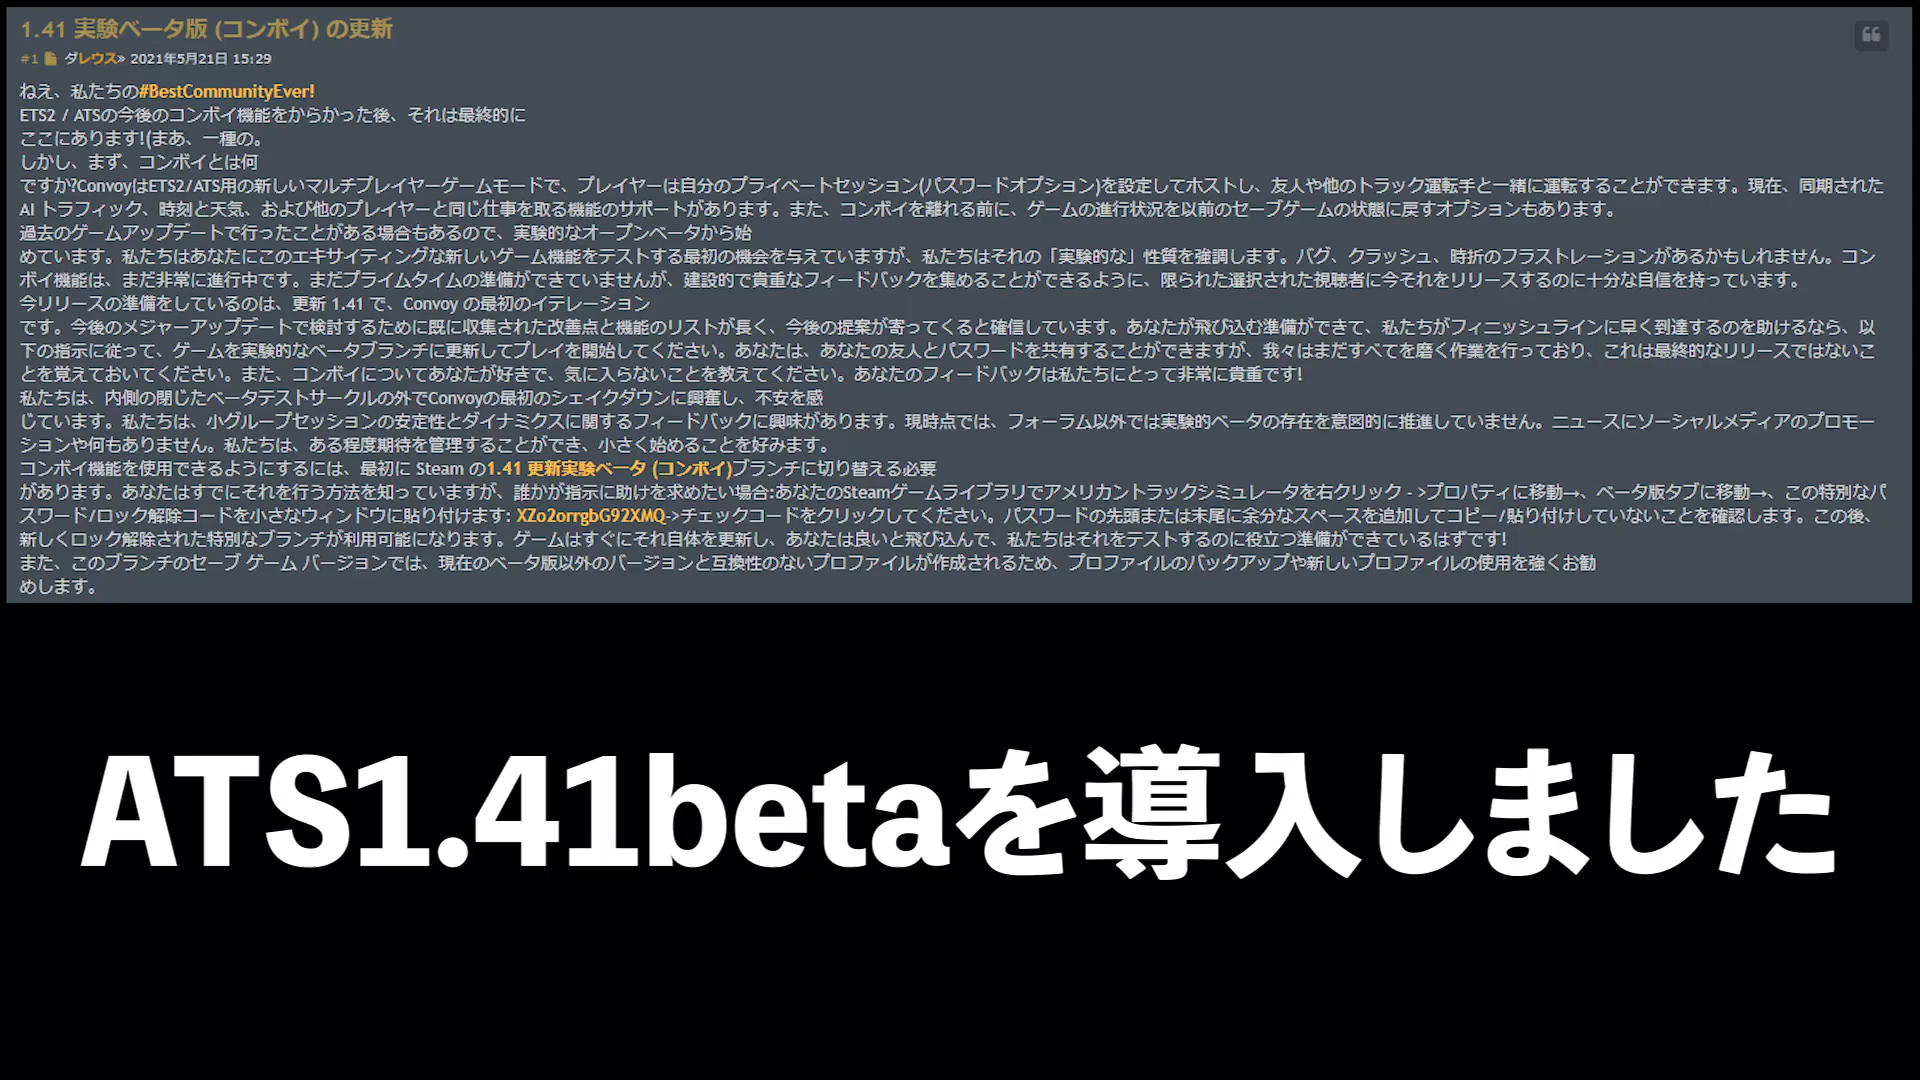 1.41 実験ベータ版 (コンボイ) の更新
#1 ダレウス» 2021年5月21日 15:29
ねえ、私たちの#BestCommunityEver!
ETS2 / ATSの今後のコンボイ機能をからかった後、それは最終的に
ここにあります!(まあ、一種の。
しかし、まず、コンボイとは何
ですか?ConvoyはETS2/ATS用の新しいマルチプレイヤーゲームモードで、プレイヤーは自分のプライベートセッション(パスワードオプション)を設定してホストし、友人や他のトラック運転手と一緒に運転することができます。現在、同期された
AI トラフィック、時刻と天気、および他のプレイヤーと同じ仕事を取る機能のサポートがあります。また、コンボイを離れる前に、ゲームの進行状況を以前のセーブゲームの状態に戻すオプションもあります。
過去のゲームアップデートで行ったことがある場合もあるので、実験的なオープンベータから始
めています。私たちはあなたにこのエキサイティングな新しいゲーム機能をテストする最初の機会を与えていますが、私たちはそれの「実験的な」性質を強調します。バグ、クラッシュ、時折のフラストレーションがあるかもしれません。コン
ボイ機能は、まだ非常に進行中です。まだプライムタイムの準備ができていませんが、建設的で貴重なフィードバックを集めることができるように、限られた選択された視聴者に今それをリリースするのに十分な自信を持っています。
今リリースの準備をしているのは、更新 1.41 で、Convoy の最初のイテレーション
です。今後のメジャーアップデートで検討するために既に収集された改善点と機能のリストが長く、今後の提案が寄ってくると確信しています。あなたが飛び込む準備ができて、私たちがフィニッシュラインに早く到達するのを助けるなら、以
下の指示に従って、ゲームを実験的なベータブランチに更新してプレイを開始してください。あなたは、あなたの友人とパスワードを共有することができますが、我々はまだすべてを磨く作業を行っており、これは最終的なリリースではないこ
とを覚えておいてください。また、コンボイについてあなたが好きで、気に入らないことを教えてください。あなたのフィードバックは私たちにとって非常に貴重です!
私たちは、内側の閉じたベータテストサークルの外でConvoyの最初のシェイクダウンに興奮し、不安を感
じています。私たちは、小グループセッションの安定性とダイナミクスに関するフィードバックに興味があります。現時点では、フォーラム以外では実験的ベータの存在を意図的に推進していません。ニュースにソーシャルメディアのプロモー
ションや何もありません。私たちは、ある程度期待を管理することができ、小さく始めることを好みます。
コンボイ機能を使用できるようにするには、最初に Steam の1.41 更新実験ベータ (コンボイ)ブランチに切り替える必要
があります。あなたはすでにそれを行う方法を知っていますが、誰かが指示に助けを求めたい場合:あなたのSteamゲームライブラリでアメリカントラックシミュレータを右クリック - >プロパティに移動→、ベータ版タブに移動→、この特別なパ
スワード/ロック解除コードを小さなウィンドウに貼り付けます: XZo2orrgbG92XMQ->チェックコードをクリックしてください。パスワードの先頭または末尾に余分なスペースを追加してコピー/貼り付けしていないことを確認します。この後、
新しくロック解除された特別なブランチが利用可能になります。ゲームはすぐにそれ自体を更新し、あなたは良いと飛び込んで、私たちはそれをテストするのに役立つ準備ができているはずです!
また、このブランチのセーブ ゲーム バージョンでは、現在のベータ版以外のバージョンと互換性のないプロファイルが作成されるため、プロファイルのバックアップや新しいプロファイルの使用を強くお勧
めします。
ATS1.41betaを導入しました